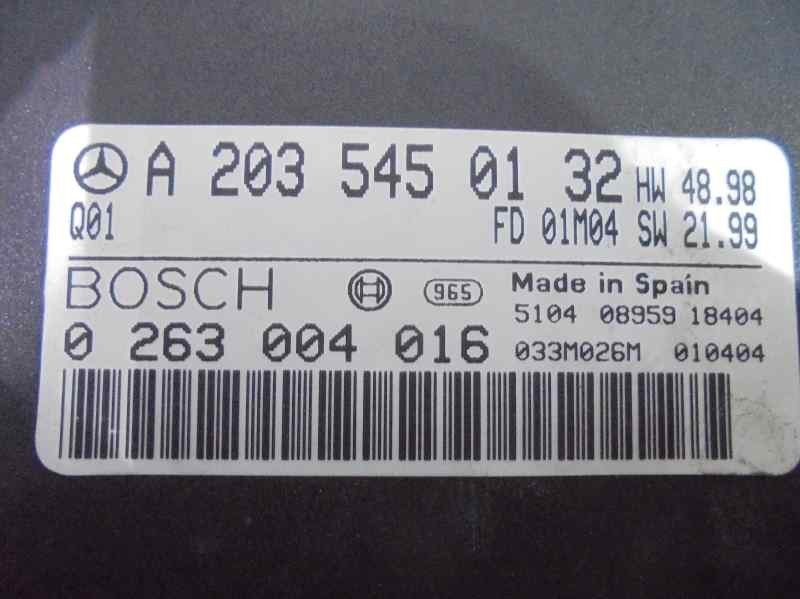 A 203 545 01 32 HW 48.98
Q01 FD 01M04 SW 21.99
BOSCH 965 Made in Spain
5104 08959 18404
0 263 004 016 033M026M 010404